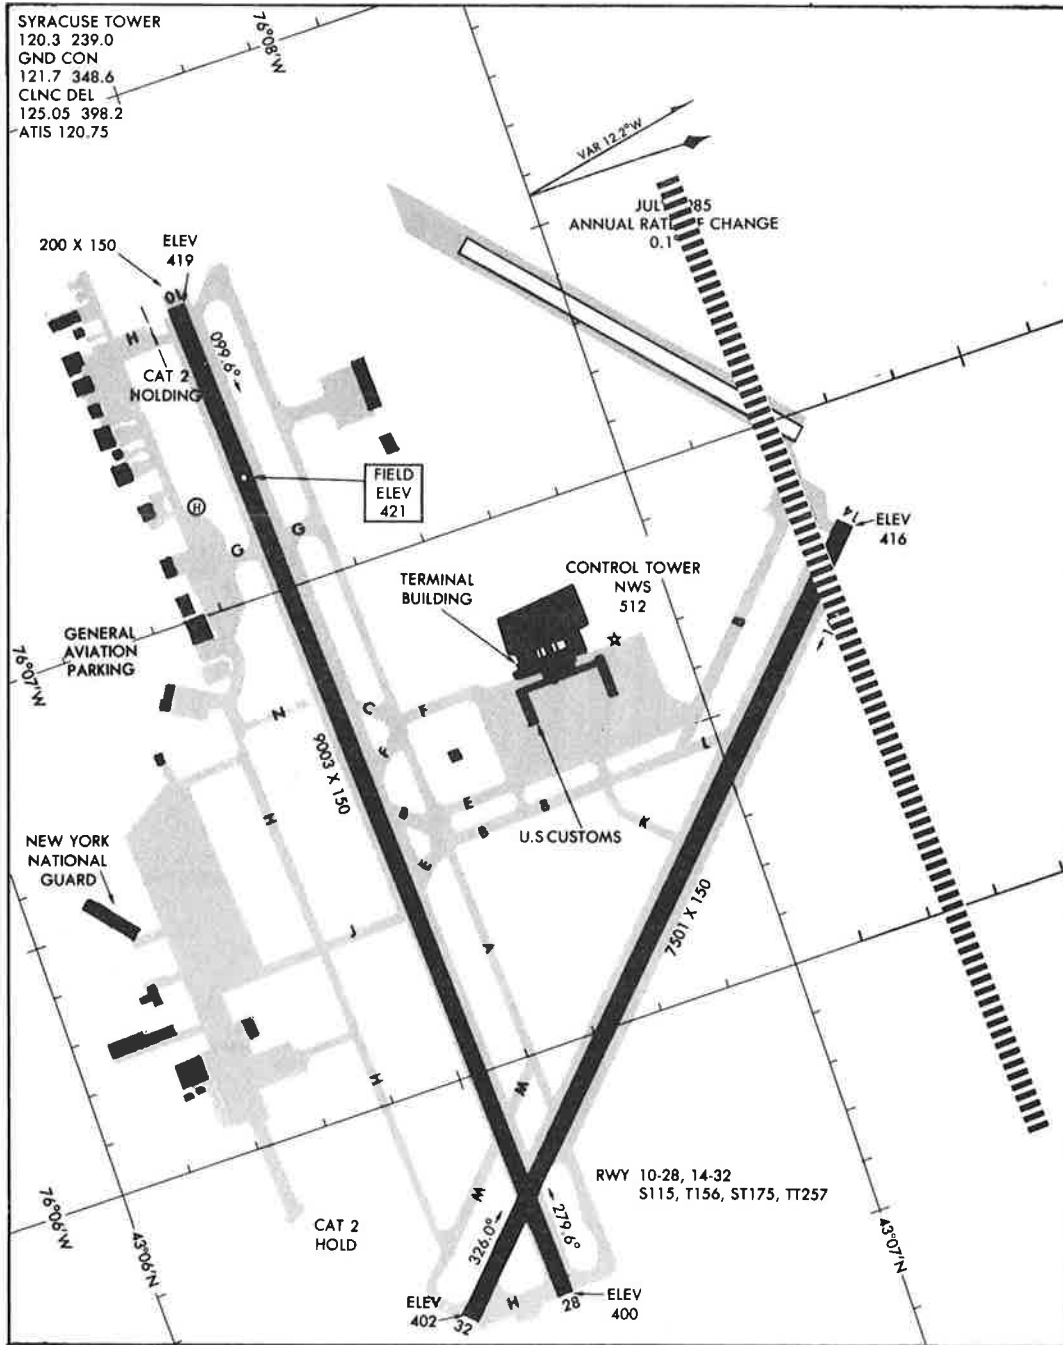 SYRACUSE TOWER
120.3 239.0
GND CON
121.7 348.6
CLNC DEL
125.05 398.2
ATIS 120.75
76°08'W
VAR 12.2°W
ANNUAL RATE OF CHANGE
0.1°
200 X 150
ELEV
419
10
H
099.6°
CAT 2
HOLDING
FIELD
ELEV
421
H
G
G
14
ELEV
416
CONTROL TOWER
NWS
512
TERMINAL
BUILDING
B
GENERAL
AVIATION
PARKING
76°07'W
N
C
F
F
L
9003 X 150
H
B
E
B
B
K
E
U.S CUSTOMS
NEW YORK
NATIONAL
GUARD
J
A
7501 X 150
H
W
W
RWY 10-28, 14-32
S115, T156, ST175, TT257
76°06'W
43°06'N
CAT 2
HOLD
326.0°
279.6°
43°07'N
ELEV
402
32
H
28
ELEV
400